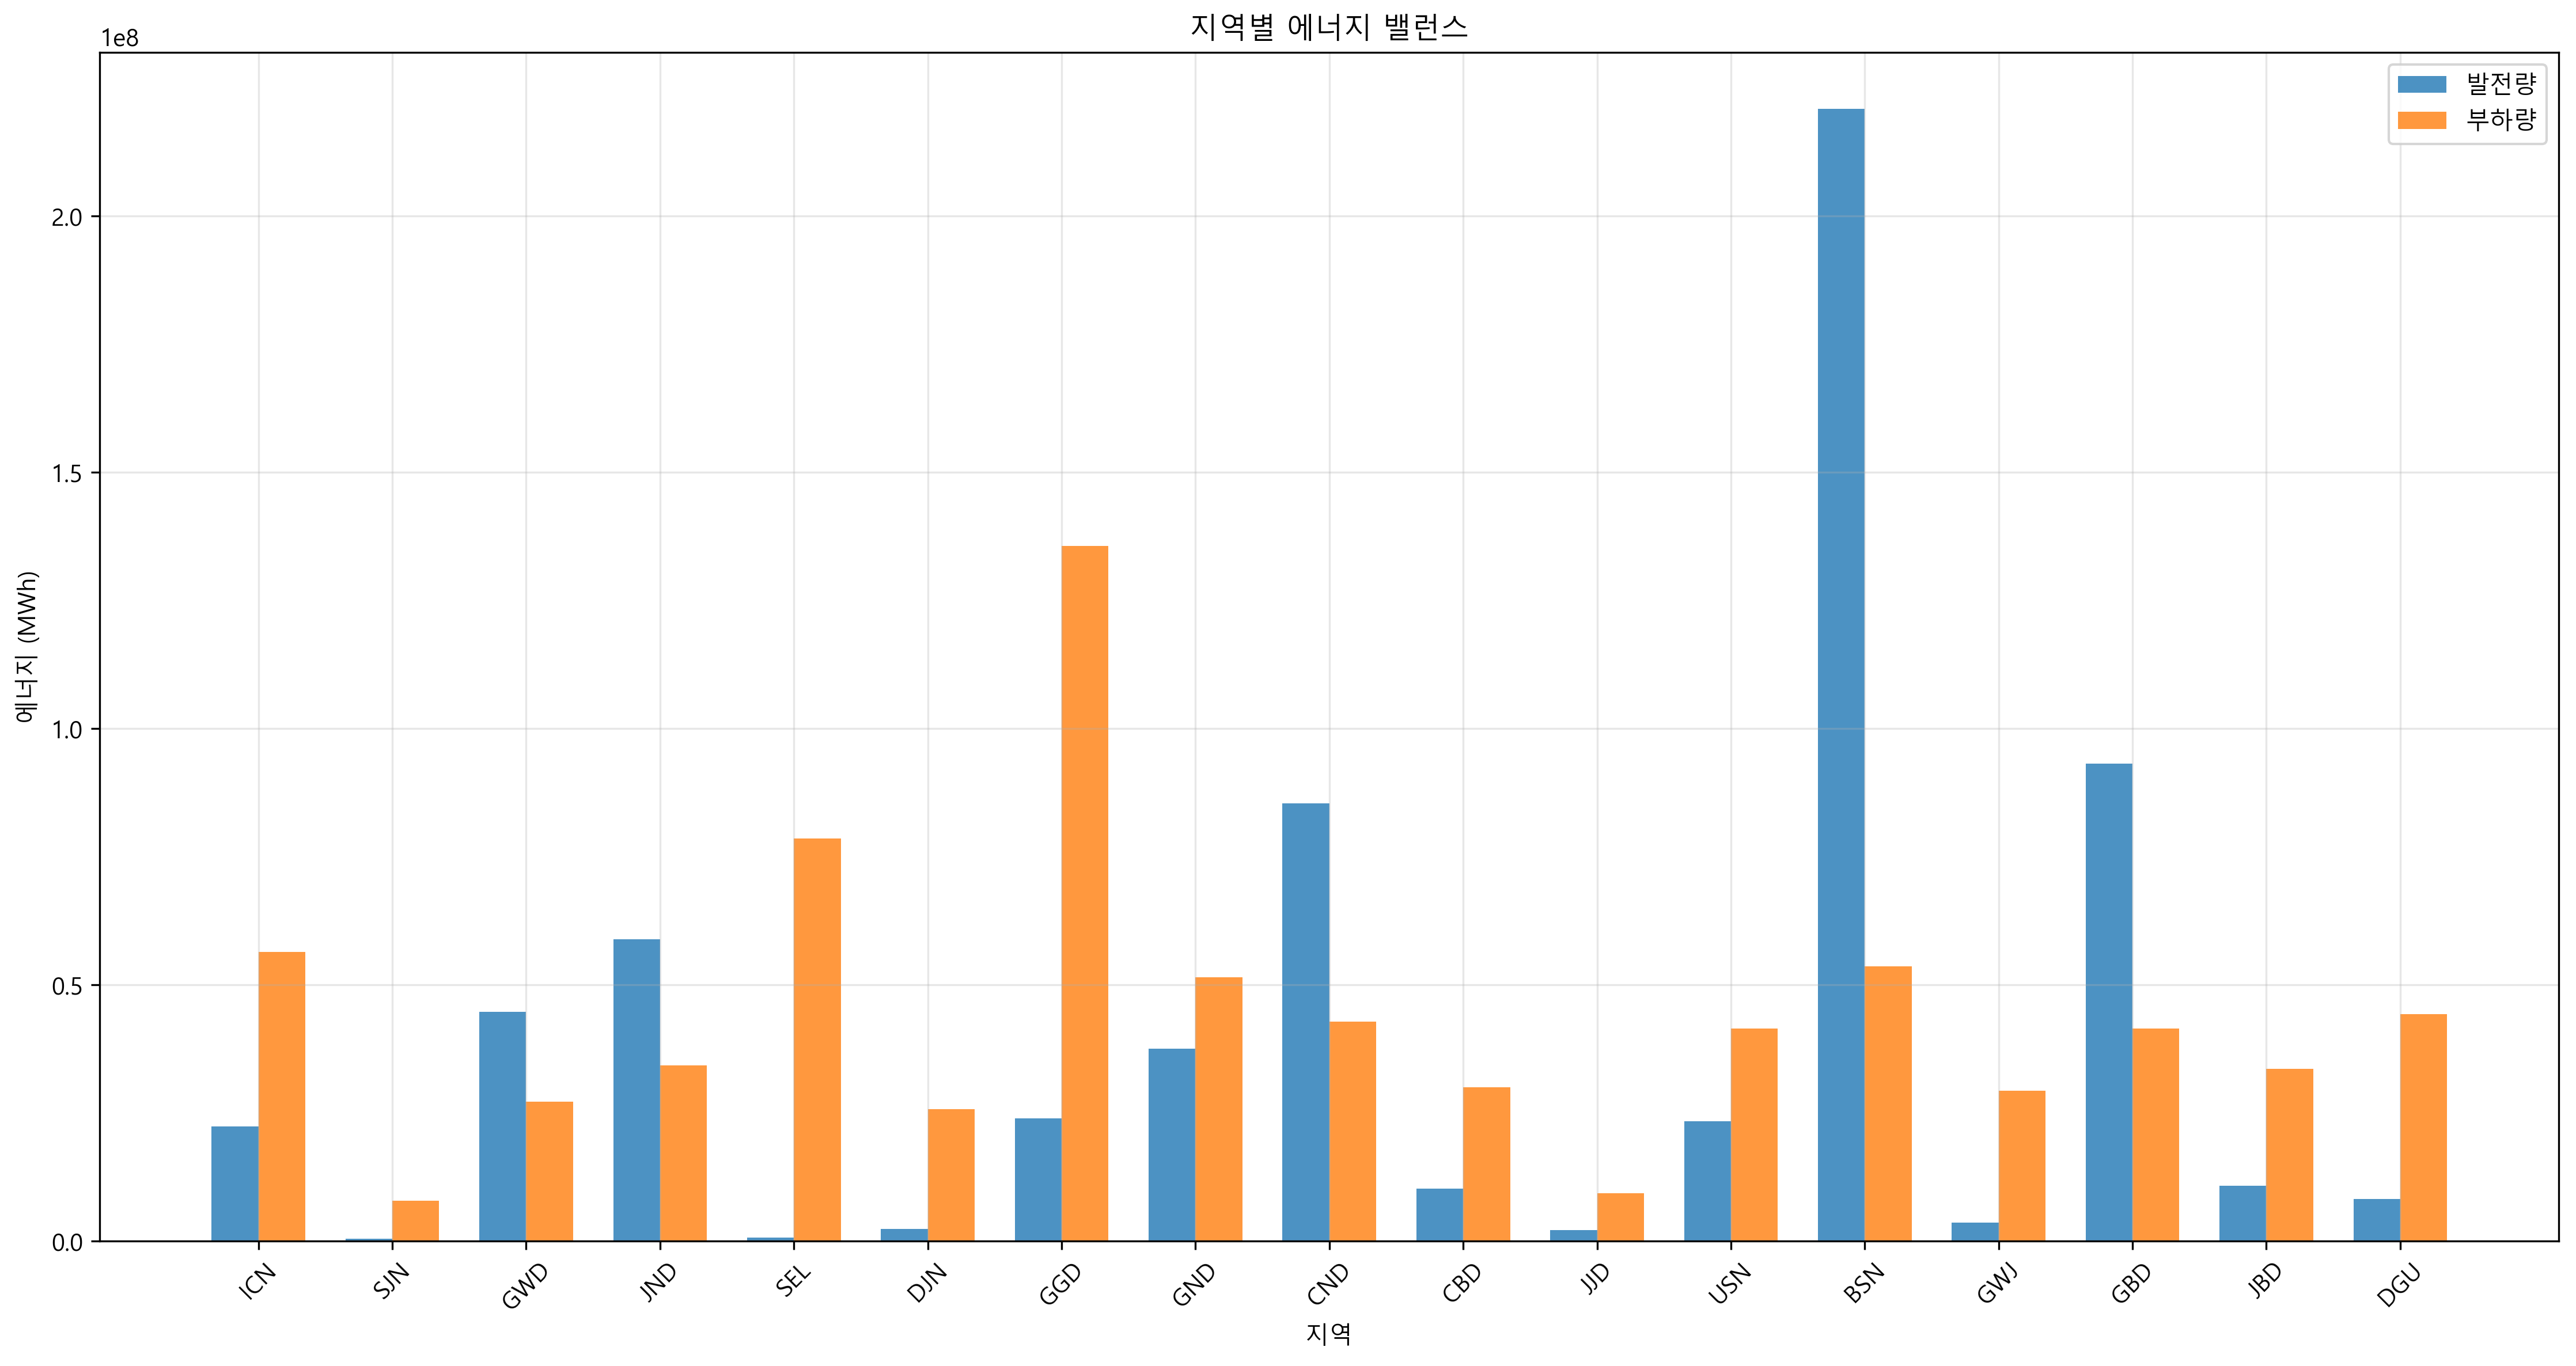 지역별 에너지 밸런스
1e8
발전량
부하량
2.0
1.5
1.0
0.5
0.0
에너지 (MWh)
ICN
SJN
GWD
JND
SEL
DJN
GGD
GND
CND
CBD
JJD
USN
BSN
GWJ
GBD
JBD
DGU
지역